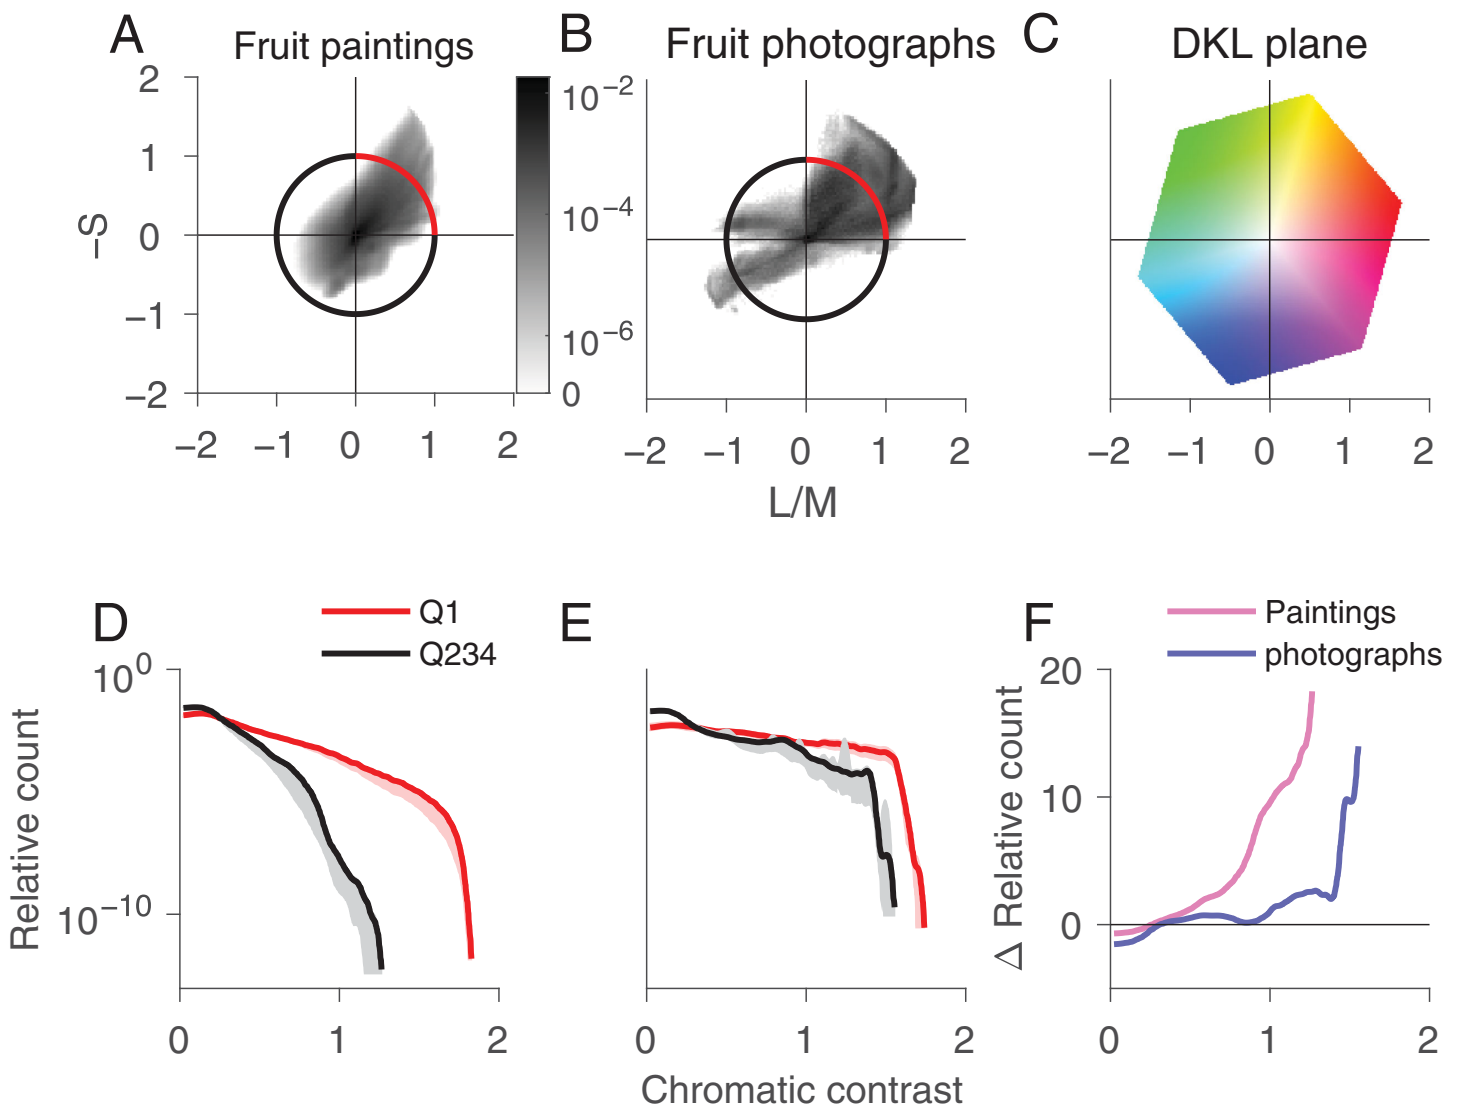 A Fruit paintings B Fruit photographs C DKL plane
2
1
0
−1
−2
−S
−2 −1 0 1 2
10−2
10−4
10−6
0
−2 −1 0 1 2
L/M
−2 −1 0 1 2
D
Q1
Q234
100
10−10
Relative count
0 1 2
E
0 1 2
Chromatic contrast
F
Paintings
photographs
20
10
0
Δ Relative count
0 1 2